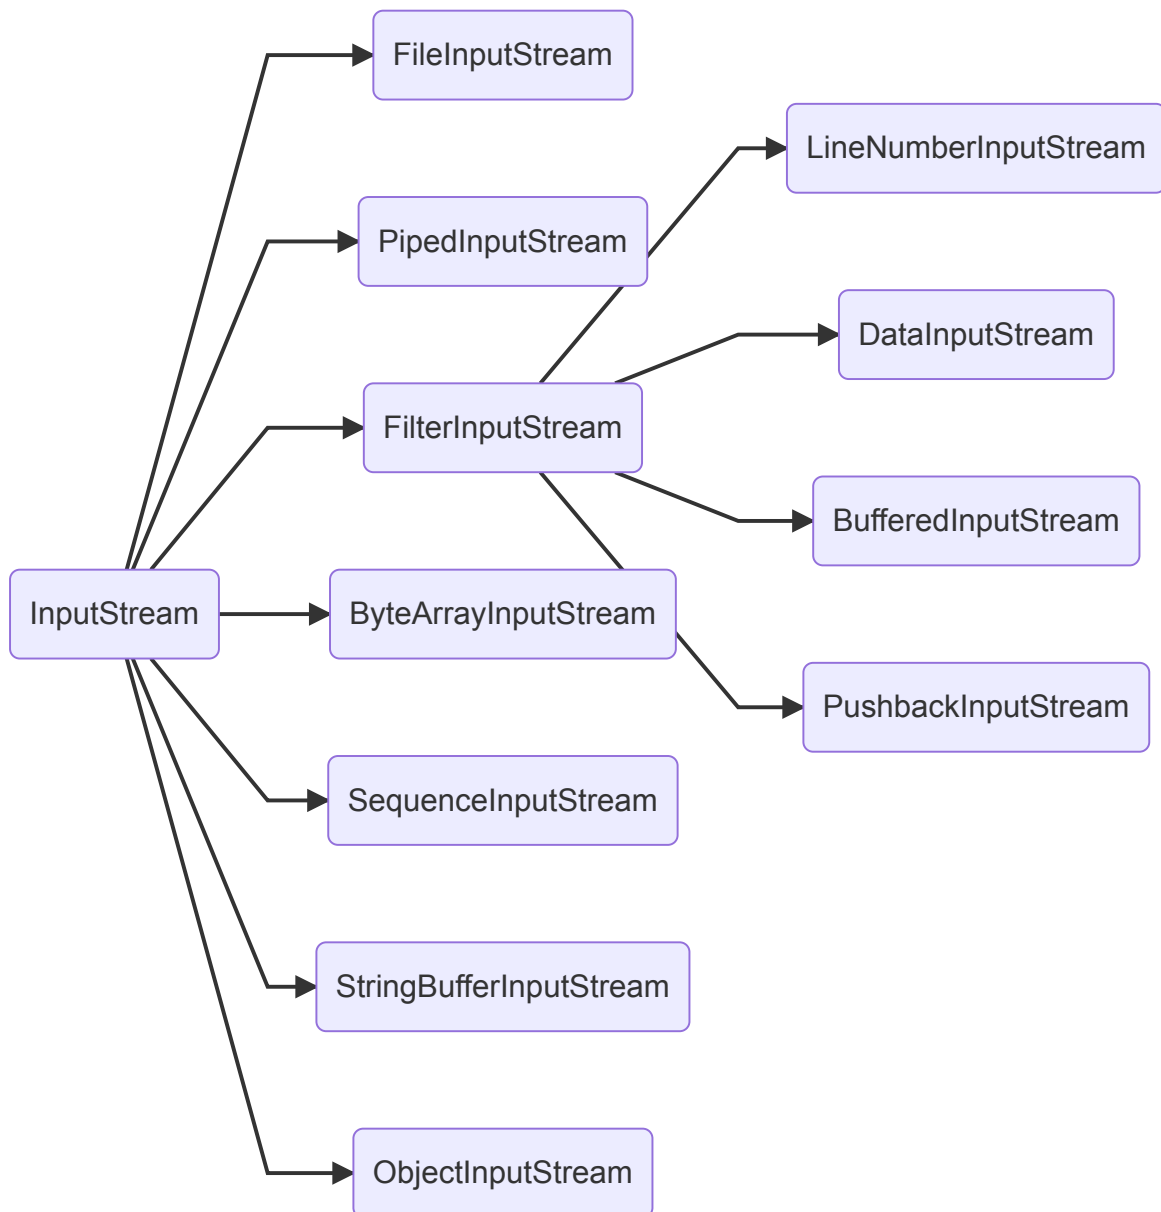 FileInputStream
LineNumberInputStream
PipedInputStream
DataInputStream
FilterInputStream
BufferedInputStream
InputStream
ByteArrayInputStream
PushbackInputStream
SequenceInputStream
StringBufferInputStream
ObjectInputStream